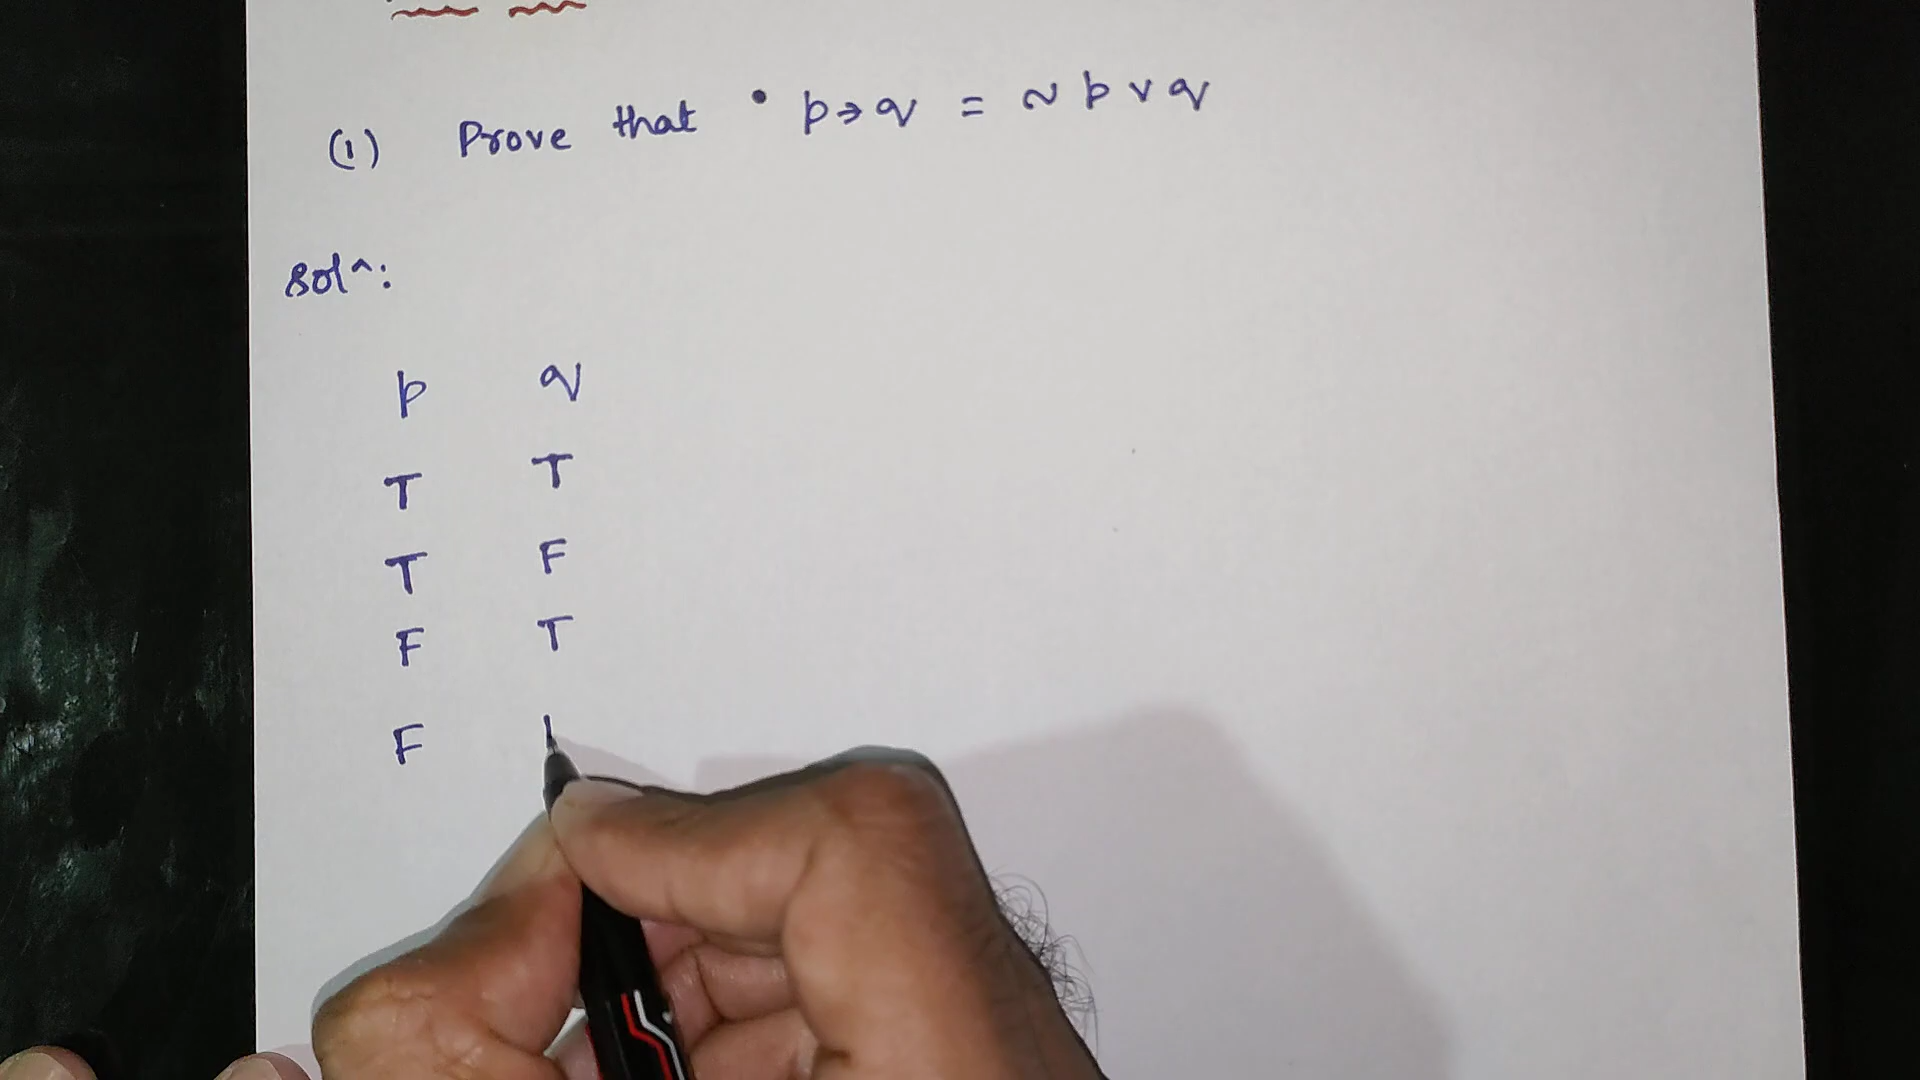 (1) Prove that • p→q = ~ p v q
Sol^:
p q
T T
T F
F T
F